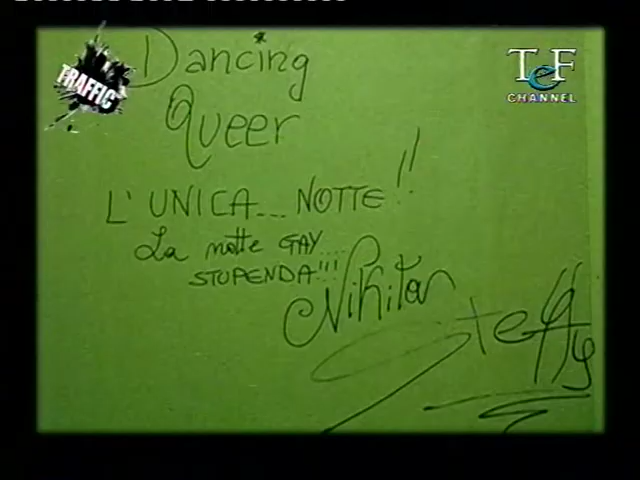 TRAFFIC
TeF
CHANNEL
Dancing
Queer
L'UNICA... NOTTE!!
La notte GAY....
STUPENDA!!!
Nikita
Steffy